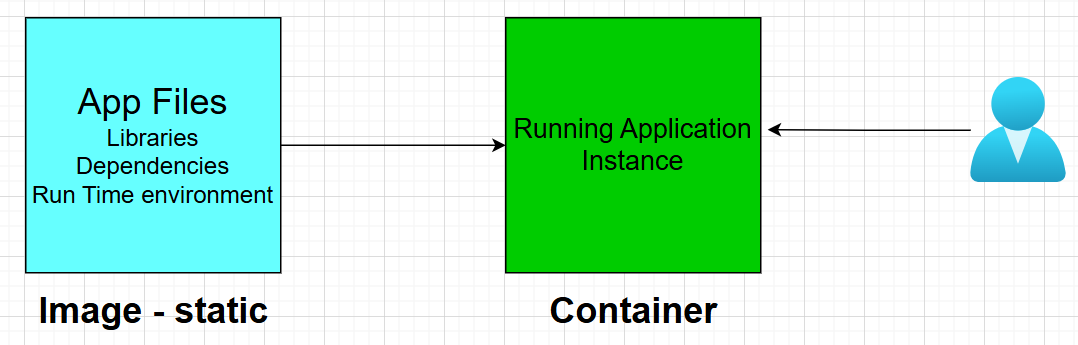 App Files
Libraries
Dependencies
Run Time environment
Running Application
Instance
Image - static
Container